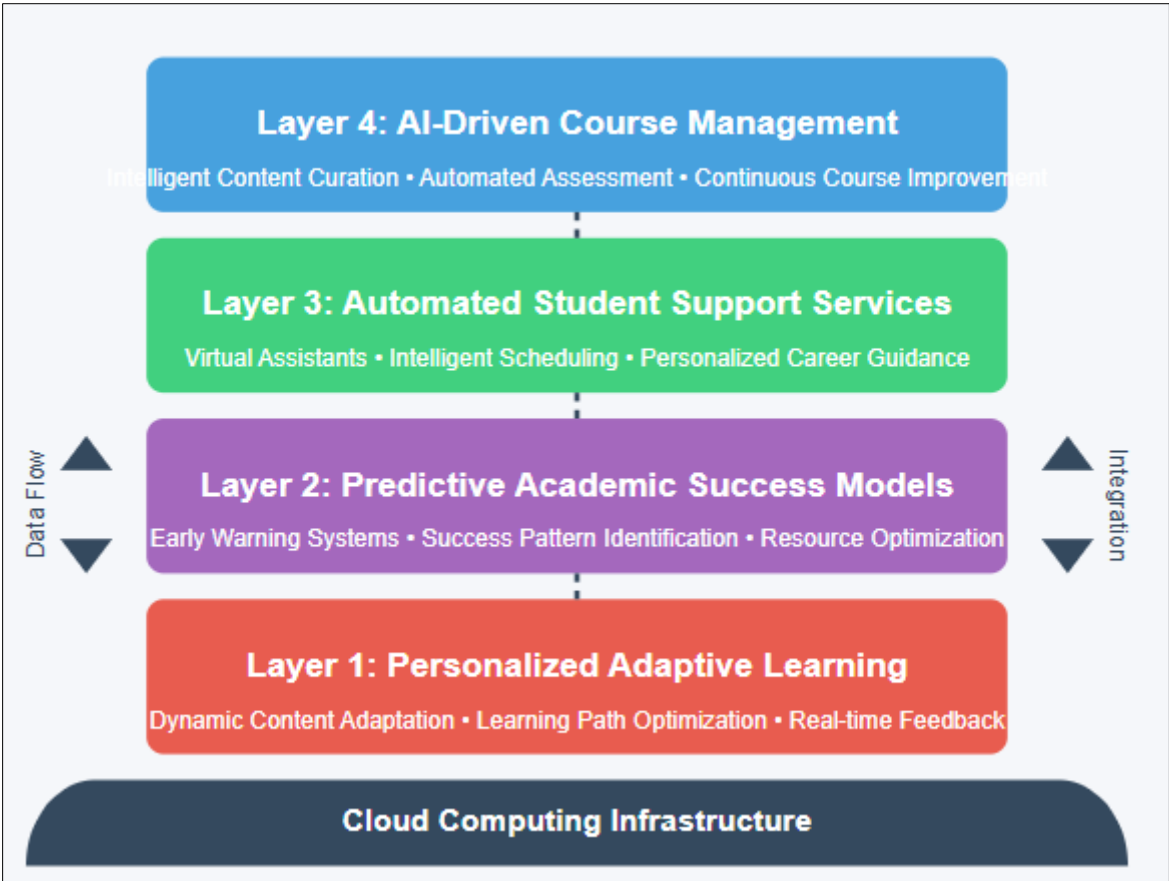 Layer 4: AI-Driven Course Management
Intelligent Content Curation • Automated Assessment • Continuous Course Improvement
Layer 3: Automated Student Support Services
Virtual Assistants • Intelligent Scheduling • Personalized Career Guidance
Data Flow
Integration
Layer 2: Predictive Academic Success Models
Early Warning Systems • Success Pattern Identification • Resource Optimization
Layer 1: Personalized Adaptive Learning
Dynamic Content Adaptation • Learning Path Optimization • Real-time Feedback
Cloud Computing Infrastructure